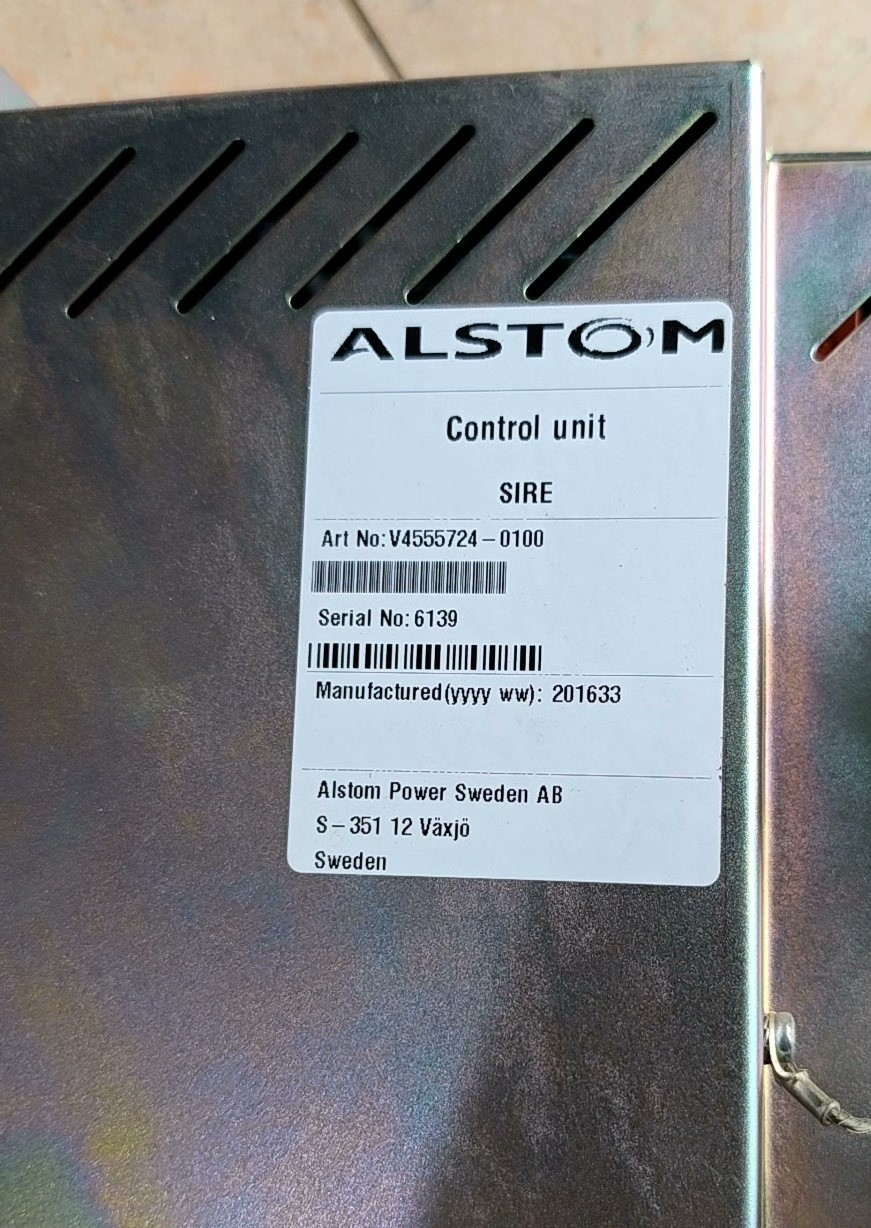 ALSTOM
Control unit
SIRE
Art No: V4555724-0100
Serial No: 6139
Manufactured (yyyy ww): 201633
Alstom Power Sweden AB
S-351 12 Växjö
Sweden